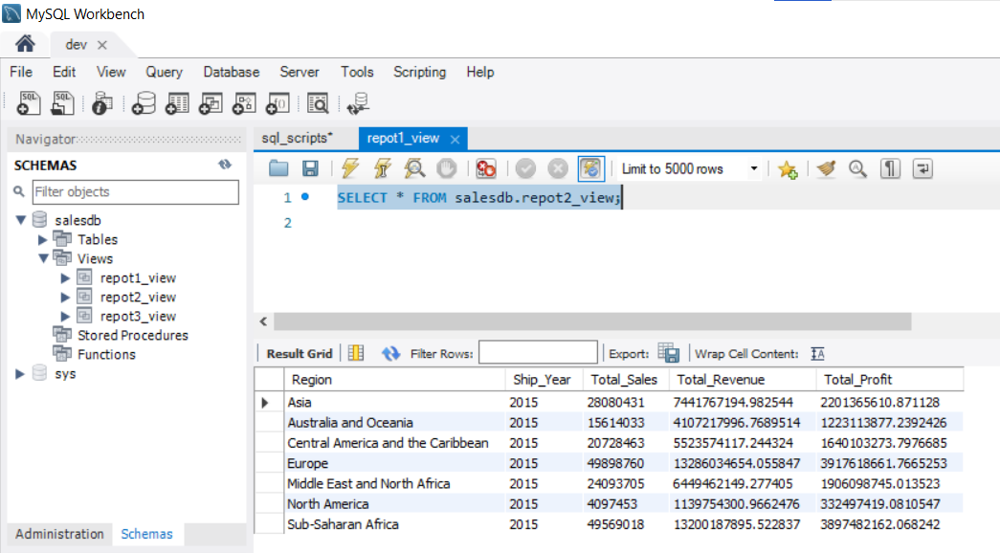 MySQL Workbench
dev
File Edit View Query Database Server Tools Scripting Help
Navigator
SCHEMAS
Filter objects
salesdb
Tables
Views
repot1_view
repot2_view
repot3_view
Stored Procedures
Functions
sys
Administration Schemas
sql_scripts* repot1_view
Limit to 5000 rows
1 SELECT * FROM salesdb.repot2_view;
2
Result Grid Filter Rows: Export: Wrap Cell Content:
Region Ship_Year Total_Sales Total_Revenue Total_Profit
Asia 2015 28080431 7441767194.982544 2201365610.871128
Australia and Oceania 2015 15614033 4107217996.7689514 1223113877.2392426
Central America and the Caribbean 2015 20728463 5523574117.244324 1640103273.7976685
Europe 2015 49898760 13286034654.055847 3917618661.7665253
Middle East and North Africa 2015 24093705 6449462149.277405 1906098745.013523
North America 2015 4097453 1139754300.9662476 332497419.0810547
Sub-Saharan Africa 2015 49569018 13200187895.522837 3897482162.068242